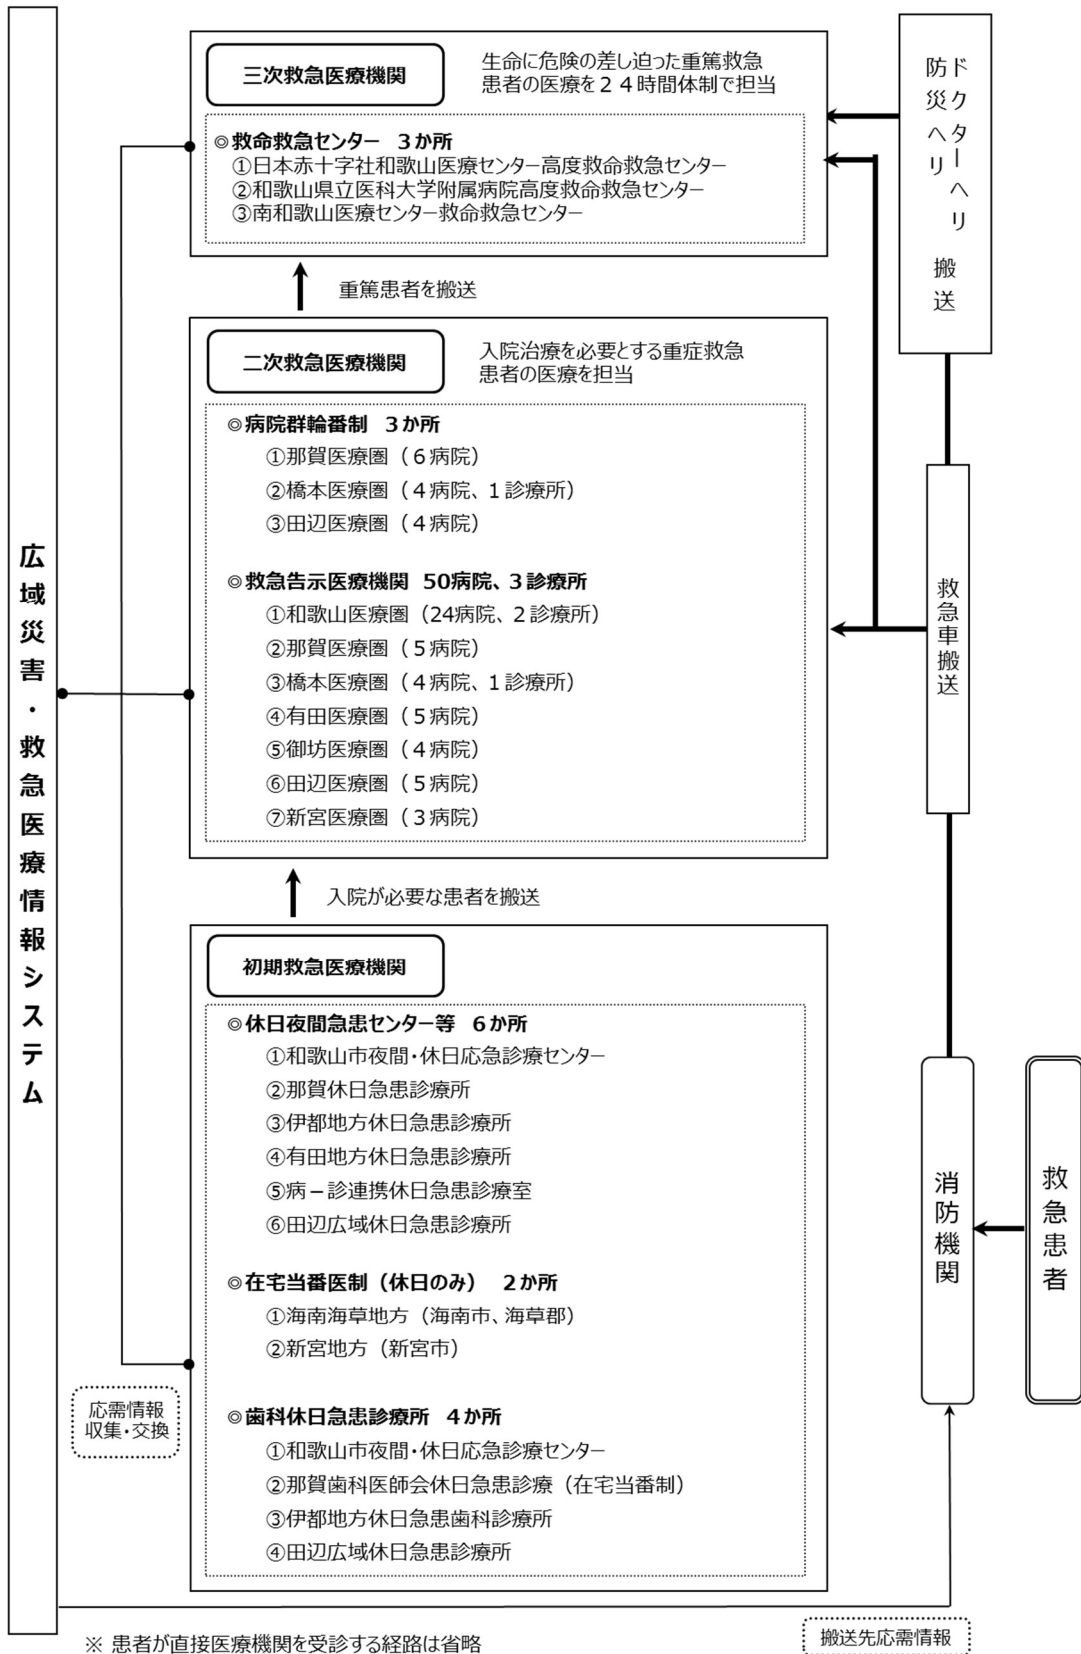 広域災害・救急医療情報システム
三次救急医療機関
生命に危険の差し迫った重篤救急
患者の医療を２４時間体制で担当
◎救命救急センター ３か所
①日本赤十字社和歌山医療センター高度救命救急センター
②和歌山県立医科大学附属病院高度救命救急センター
③南和歌山医療センター救命救急センター
重篤患者を搬送
二次救急医療機関
入院治療を必要とする重症救急
患者の医療を担当
◎病院群輪番制 ３か所
①那賀医療圏（６病院）
②橋本医療圏（４病院、１診療所）
③田辺医療圏（４病院）
◎救急告示医療機関 50病院、３診療所
①和歌山医療圏（24病院、２診療所）
②那賀医療圏（５病院）
③橋本医療圏（４病院、１診療所）
④有田医療圏（５病院）
⑤御坊医療圏（４病院）
⑥田辺医療圏（５病院）
⑦新宮医療圏（３病院）
入院が必要な患者を搬送
初期救急医療機関
◎休日夜間急患センター等 ６か所
①和歌山市夜間・休日応急診療センター
②那賀休日急患診療所
③伊都地方休日急患診療所
④有田地方休日急患診療所
⑤病－診連携休日急患診療室
⑥田辺広域休日急患診療所
◎在宅当番医制（休日のみ） ２か所
①海南海草地方（海南市、海草郡）
②新宮地方（新宮市）
◎歯科休日急患診療所 ４か所
①和歌山市夜間・休日応急診療センター
②那賀歯科医師会休日急患診療（在宅当番制）
③伊都地方休日急患歯科診療所
④田辺広域休日急患診療所
応需情報
収集・交換
ドクターヘリ
防災ヘリ
搬送
救急車搬送
消防機関
救急患者
搬送先応需情報
※ 患者が直接医療機関を受診する経路は省略